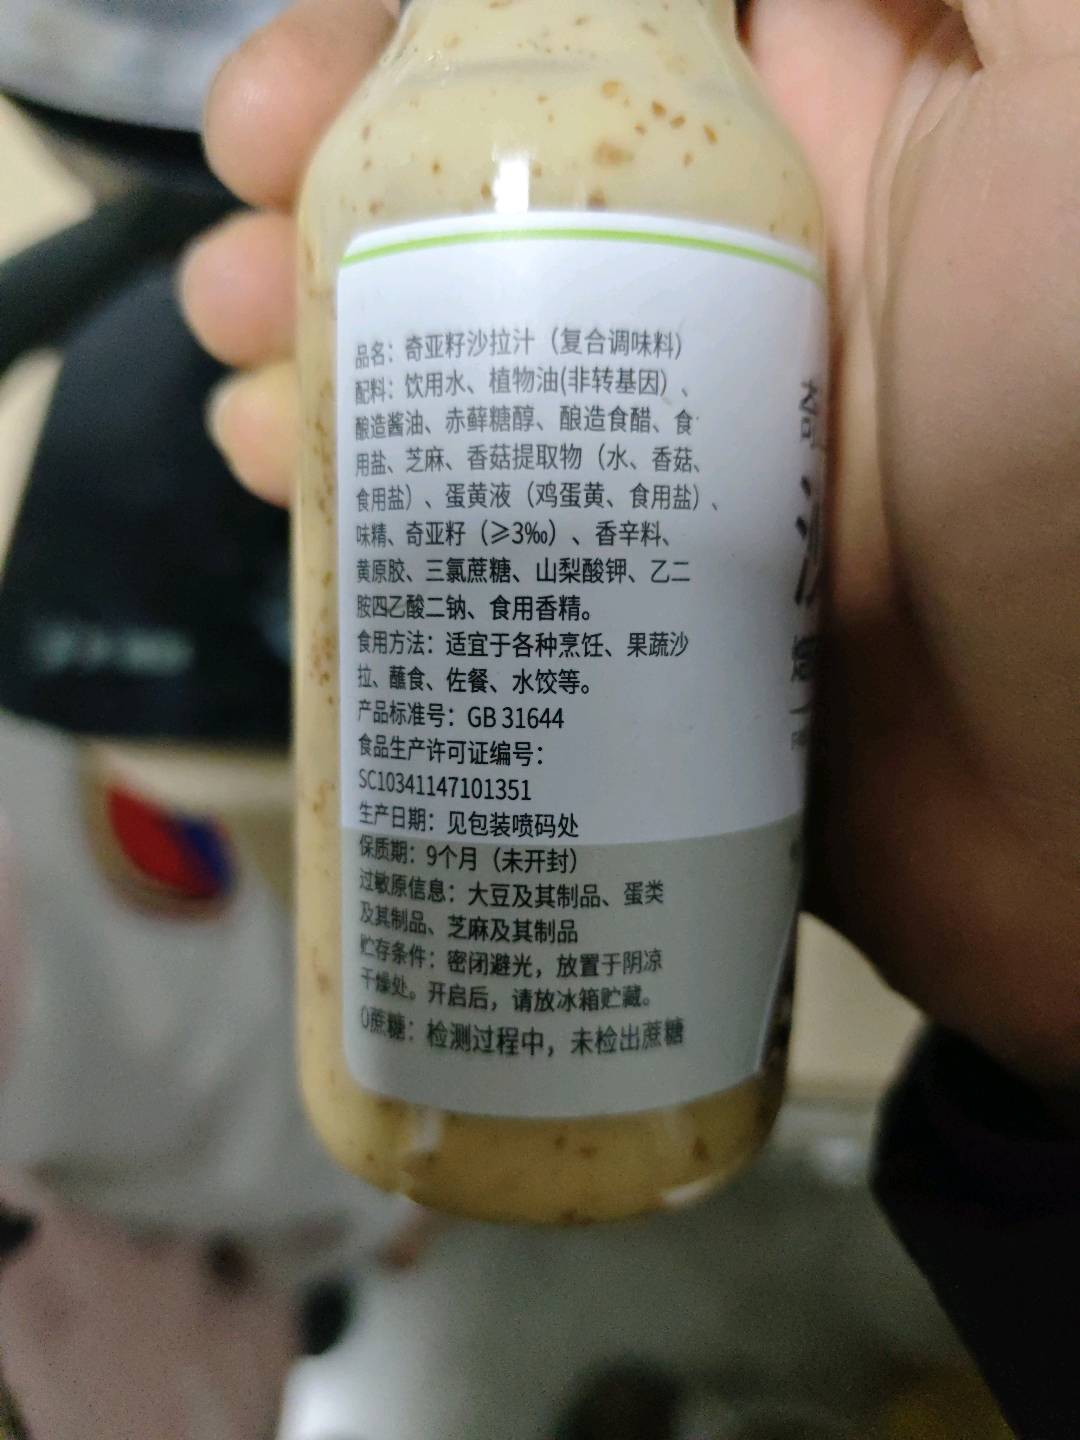 品名：奇亚籽沙拉汁（复合调味料）
配料：饮用水、植物油(非转基因）、
酿造酱油、赤藓糖醇、酿造食醋、食
用盐、芝麻、香菇提取物（水、香菇、
食用盐）、蛋黄液（鸡蛋黄、食用盐）、
味精、奇亚籽（≥3‰）、香辛料、
黄原胶、三氯蔗糖、山梨酸钾、乙二
胺四乙酸二钠、食用香精。
食用方法：适宜于各种烹饪、果蔬沙
拉、蘸食、佐餐、水饺等。
产品标准号：GB 31644
食品生产许可证编号：
SC10341147101351
生产日期：见包装喷码处
保质期：9个月（未开封）
过敏原信息：大豆及其制品、蛋类
及其制品、芝麻及其制品
贮存条件：密闭避光，放置于阴凉
干燥处。开启后，请放冰箱贮藏。
0蔗糖：检测过程中，未检出蔗糖